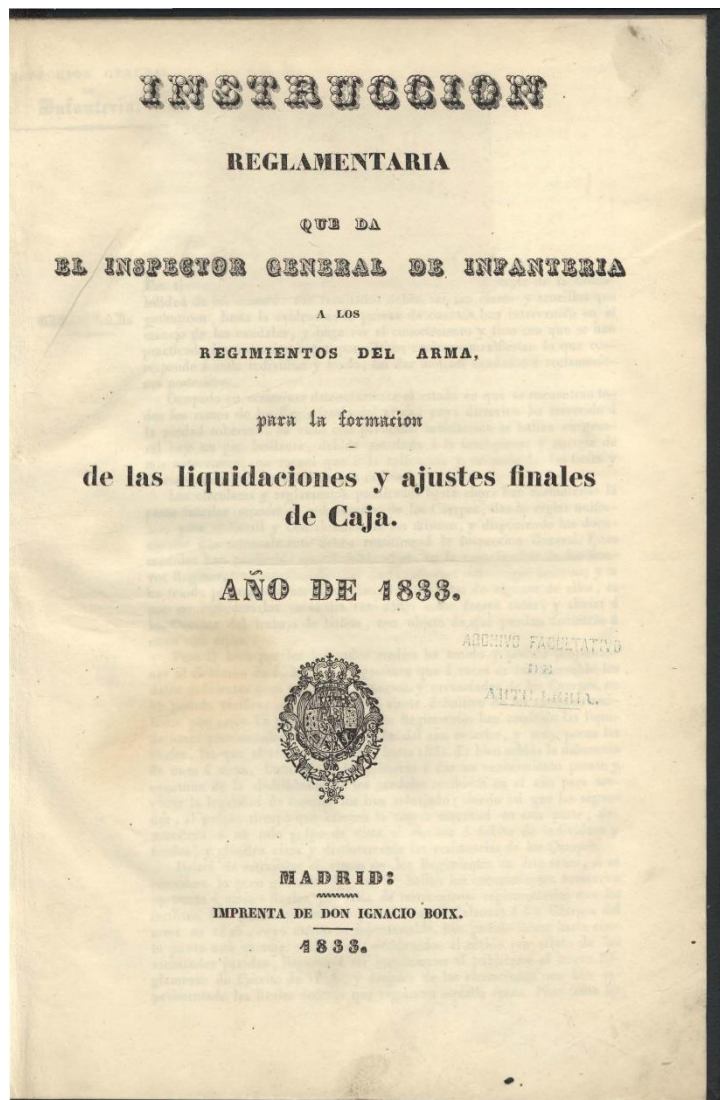 INSTRUCCION
REGLAMENTARIA
QUE DA
EL INSPECTOR GENERAL DE INFANTERIA
A LOS
REGIMIENTOS DEL ARMA,
para la formacion
de las liquidaciones y ajustes finales
de Caja.
AÑO DE 1833.
ARCHIVO FACULTATIVO
DE
ARTILLERIA.
MADRID:
IMPRENTA DE DON IGNACIO BOIX.
1833.